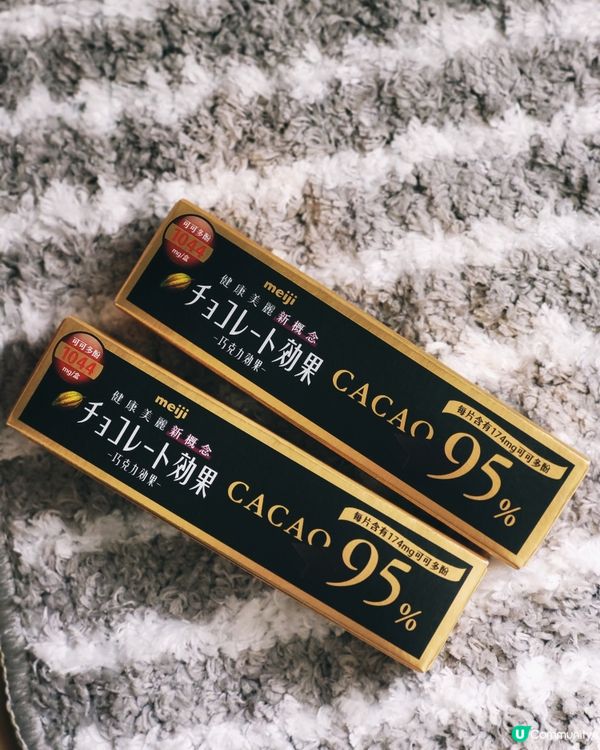 可可多酚
1044
mg/盒
meiji
健康美麗新概念
チョコレート効果
-巧克力効果-
CACAO
每片含有174mg可可多酚
95%
可可多酚
1044
mg/盒
meiji
健康美麗新概念
チョコレート効果
-巧克力効果-
CACAO
每片含有174mg可可多酚
95%
U Community